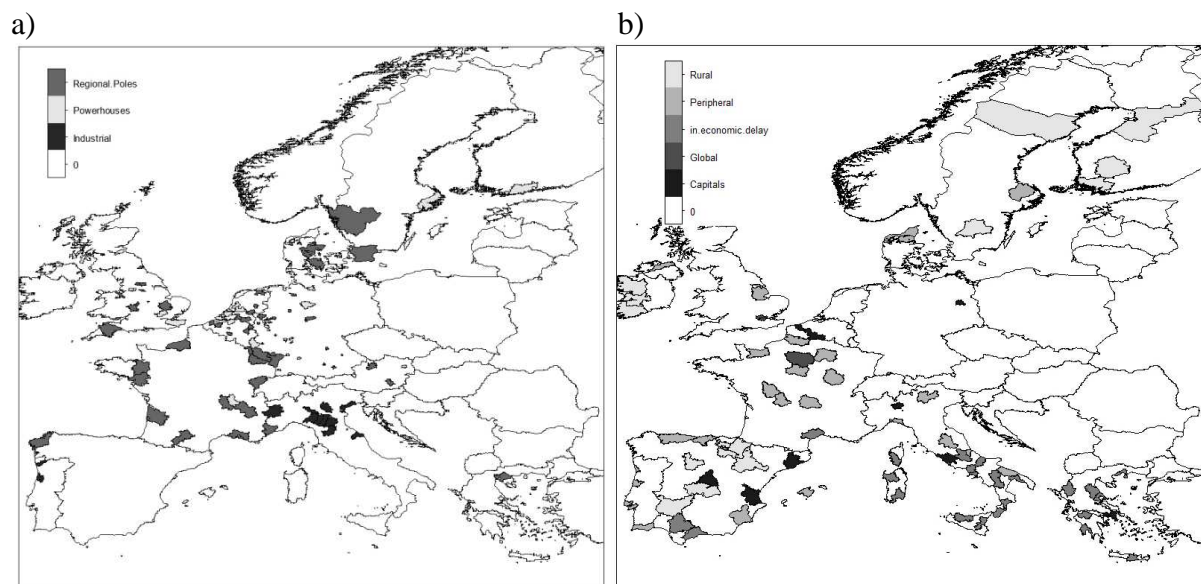 a)
Regional.Poles
Powerhouses
Industrial
0
b)
Rural
Peripheral
in.economic.delay
Global
Capitals
0